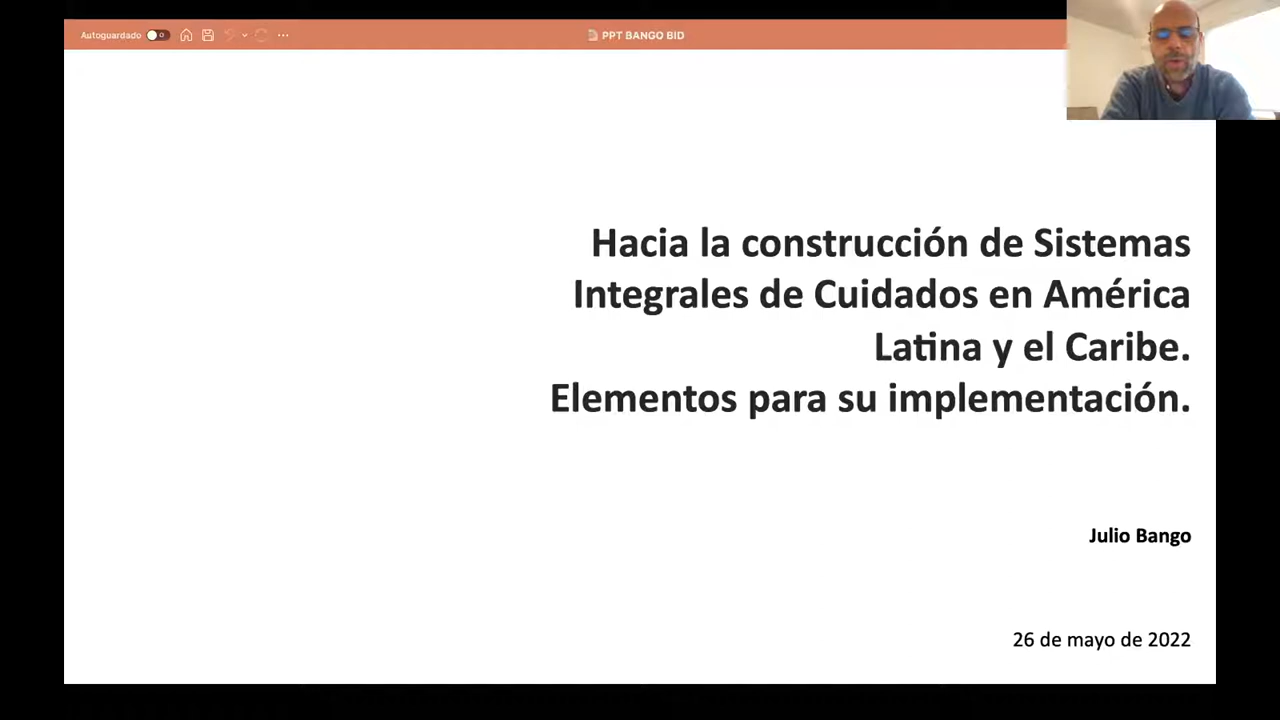 Autoguardado
PPT BANGO BID
Hacia la construcción de Sistemas
Integrales de Cuidados en América
Latina y el Caribe.
Elementos para su implementación.
Julio Bango
26 de mayo de 2022